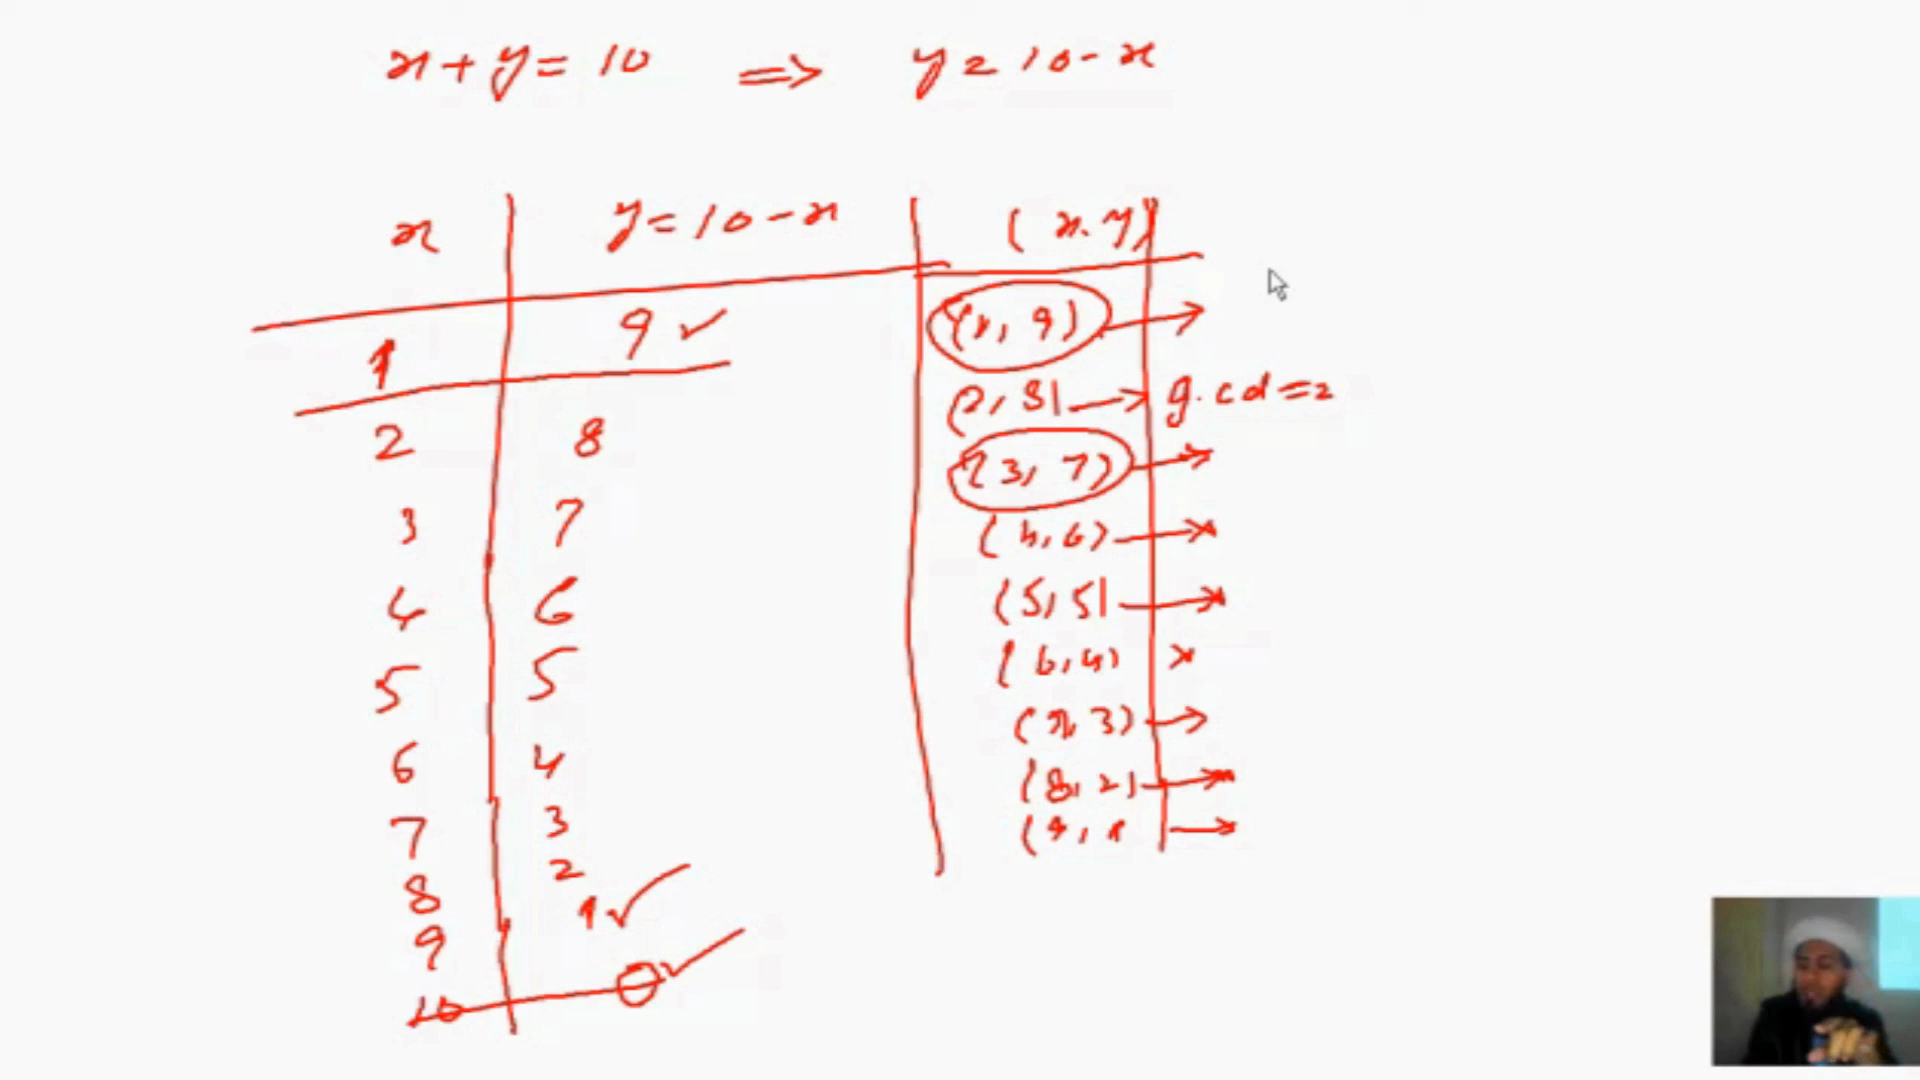 x + y = 10 => y = 10 - x
x y = 10 - x (x.y)
1 9 ✓ (1, 9) →
2 8 (2, 8) → g.cd = 2
3 7 (3, 7) →
4 6 (4, 6) → ×
5 5 (5, 5) → ×
6 4 (6, 4) ×
7 3 (7, 3) →
8 2 (8, 2) → ×
9 1 ✓ (9, 1 →
10 0 ✓